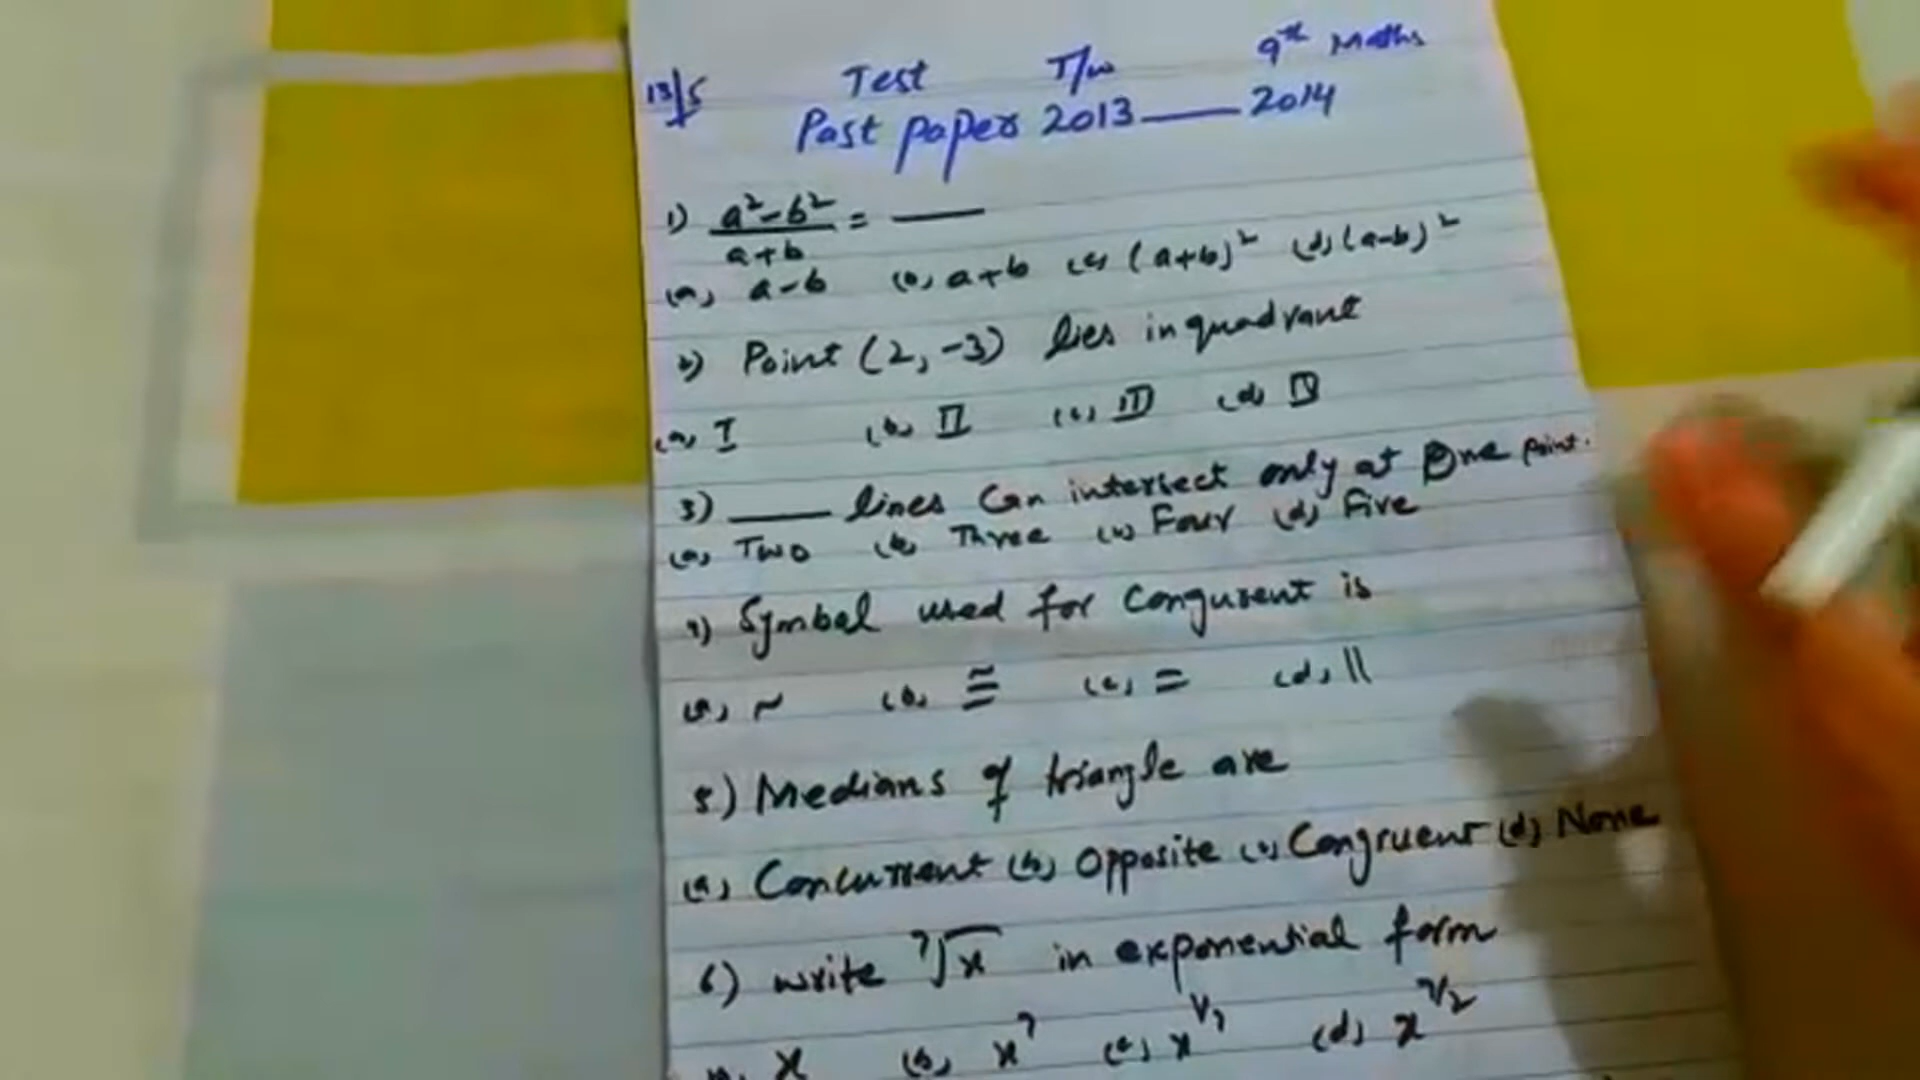 13/5 Test T/w 9th Maths
Past paper 2013 — 2014
1) a²-b²/a+b = ___
(a) a-b (b) a+b (c) (a+b)² (d) (a-b)²
2) Point (2, -3) lies in quadrant
(a) I (b) II (c) III (d) IV
3) ___ lines Can intersect only at One point.
(a) Two (b) Three (c) Four (d) Five
4) Symbol used for Congurent is
(a) ~ (b) ≅ (c) = (d) ||
5) Medians of triangle are
(a) Concurrent (b) Opposite (c) Congruent (d) None
6) write ⁷√x in exponential form
(a) x (b) x⁷ (c) x^1/7 (d) x^7/2